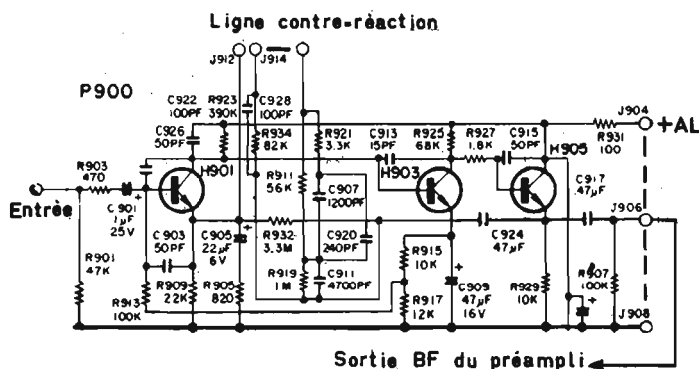 Ligne contre-réaction
J912
J914
P900
C922
100PF
R923
390K
C928
100PF
C926
50PF
R934
82K
R921
3.3K
C913
15PF
R925
68K
R927
1.8K
C915
50PF
H905
R931
100
J904
+AL
R903
470
H901
R911
56K
H903
C917
.47µF
C907
1200PF
Entrée
C901
1µF
25V
C903
50PF
C905
22µF
6V
R932
3.3M
C920
240PF
C924
47µF
J906
R901
47K
R915
10K
R919
1M
C911
4700PF
C909
47µF
16V
R929
10K
R907
100K
R913
100K
R909
22K
R905
820
R917
12K
J908
Sortie BF du préampli